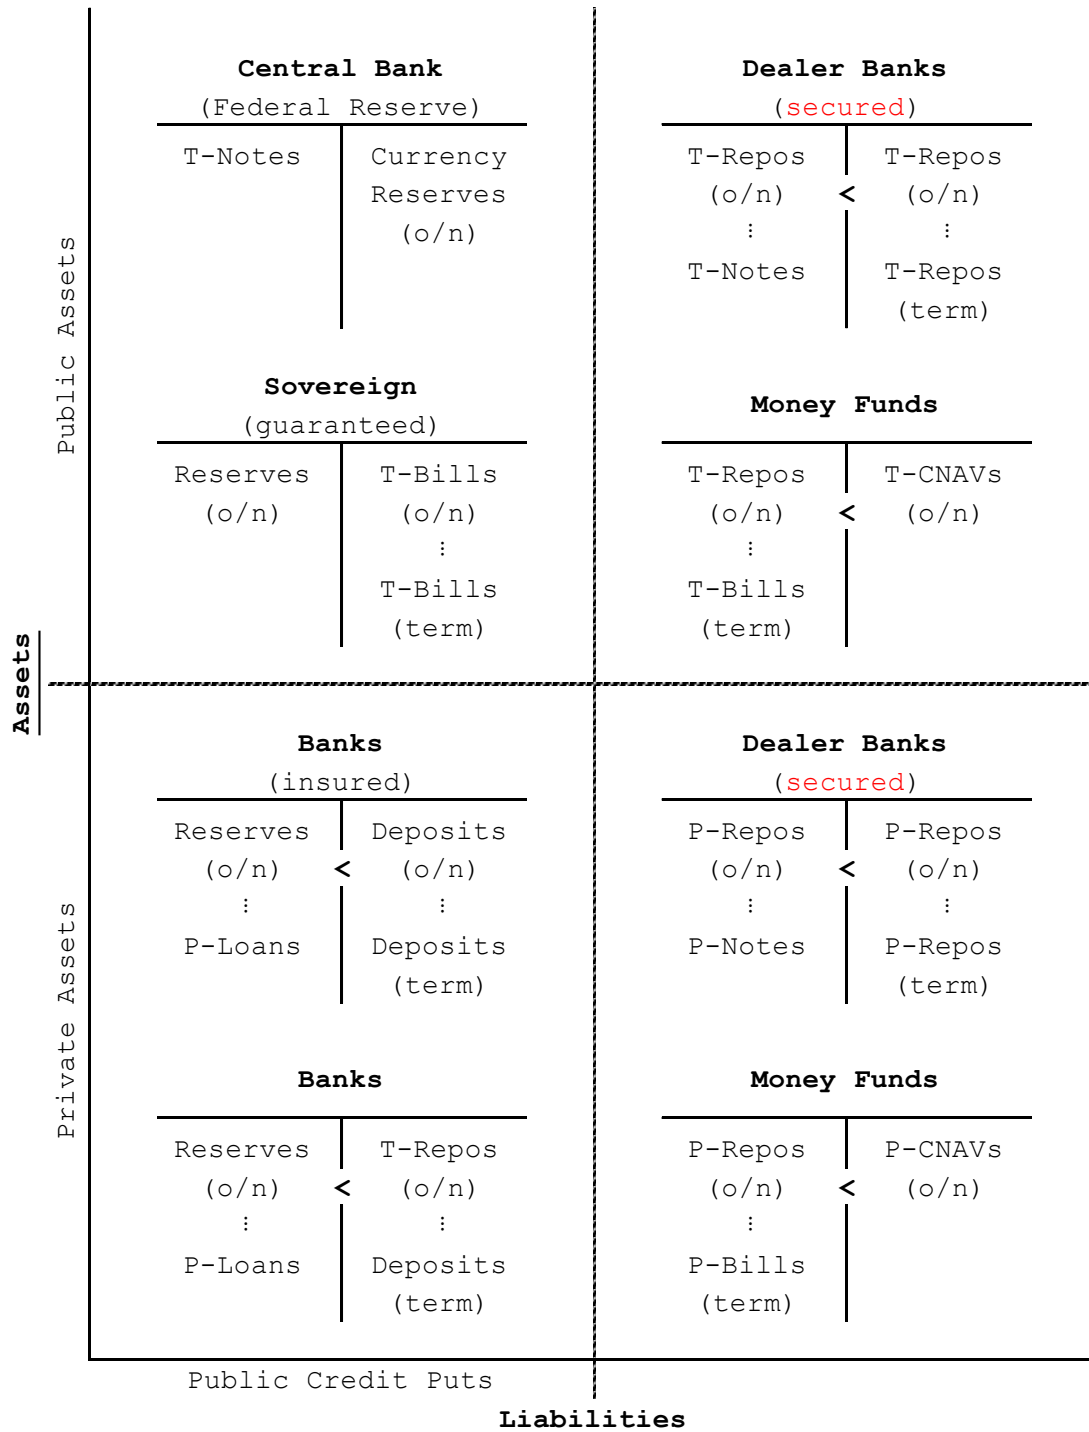 Central Bank
(Federal Reserve)
T-Notes
Currency
Reserves
(o/n)
Dealer Banks
(secured)
T-Repos
(o/n)
⋮
T-Notes
<
T-Repos
(o/n)
⋮
T-Repos
(term)
Public Assets
Sovereign
(guaranteed)
Reserves
(o/n)
T-Bills
(o/n)
⋮
T-Bills
(term)
Money Funds
T-Repos
(o/n)
⋮
T-Bills
(term)
<
T-CNAVs
(o/n)
Assets
Banks
(insured)
Reserves
(o/n)
⋮
P-Loans
<
Deposits
(o/n)
⋮
Deposits
(term)
Dealer Banks
(secured)
P-Repos
(o/n)
⋮
P-Notes
<
P-Repos
(o/n)
⋮
P-Repos
(term)
Private Assets
Banks
Reserves
(o/n)
⋮
P-Loans
<
T-Repos
(o/n)
⋮
Deposits
(term)
Money Funds
P-Repos
(o/n)
⋮
P-Bills
(term)
<
P-CNAVs
(o/n)
Public Credit Puts
Liabilities